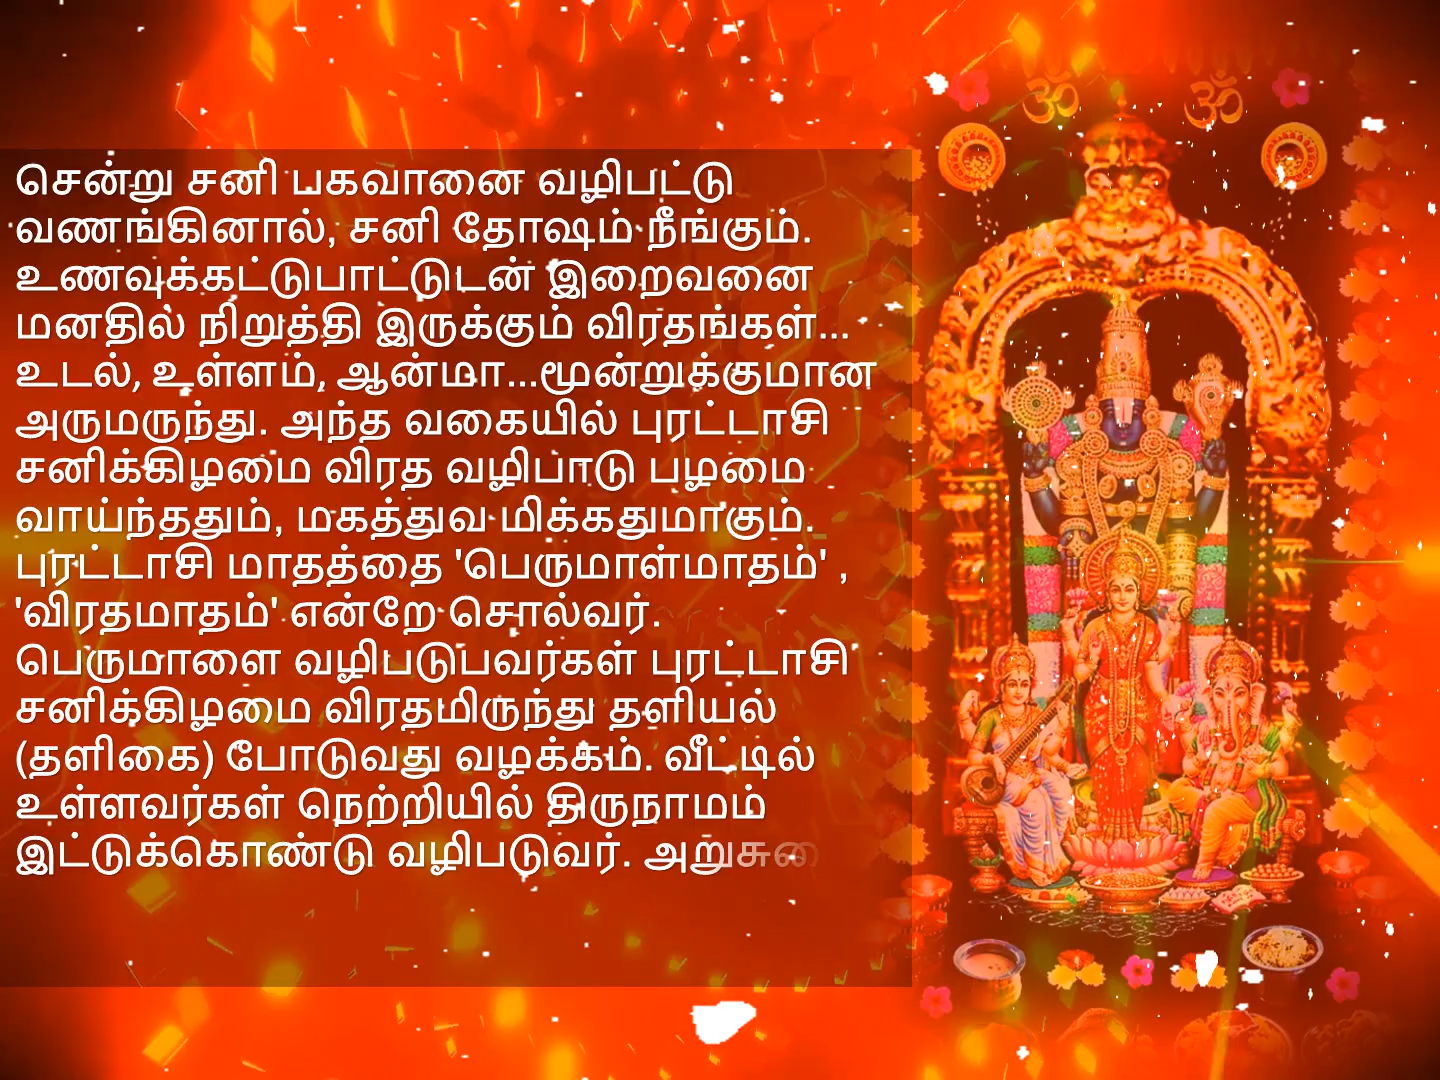 சென்று சனி பகவானை வழிபட்டு
வணங்கினால், சனி தோஷம் நீங்கும்.
உணவுக்கட்டுபாட்டுடன் இறைவனை
மனதில் நிறுத்தி இருக்கும் விரதங்கள்...
உடல், உள்ளம், ஆன்மா...மூன்றுக்குமான
அருமருந்து. அந்த வகையில் புரட்டாசி
சனிக்கிழமை விரத வழிபாடு பழமை
வாய்ந்ததும், மகத்துவ மிக்கதுமாகும்.
புரட்டாசி மாதத்தை 'பெருமாள்மாதம்' ,
'விரதமாதம்' என்றே சொல்வர்.
பெருமாளை வழிபடுபவர்கள் புரட்டாசி
சனிக்கிழமை விரதமிருந்து தளியல்
(தளிகை) போடுவது வழக்கம். வீட்டில்
உள்ளவர்கள் நெற்றியில் திருநாமம்
இட்டுக்கொண்டு வழிபடுவர்.
ॐ ॐ